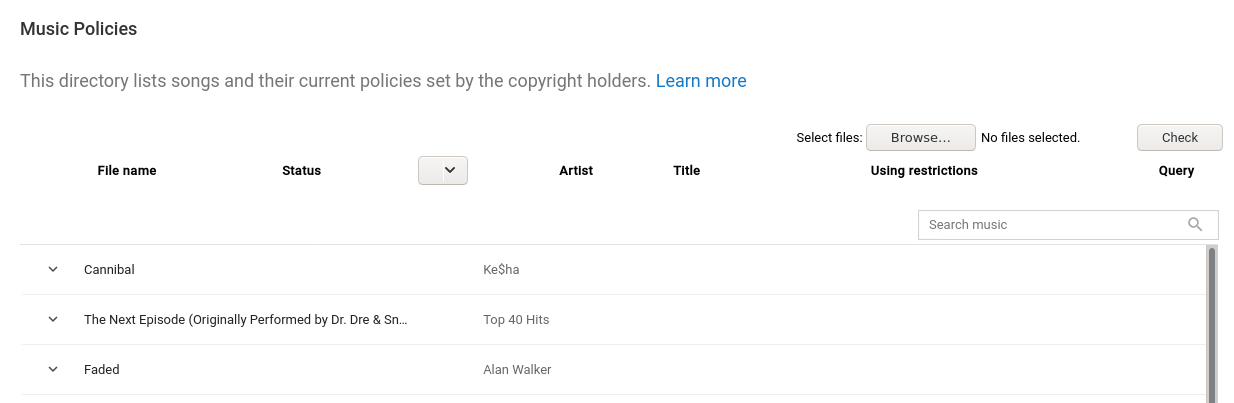 Music Policies
This directory lists songs and their current policies set by the copyright holders. Learn more
Select files: Browse... No files selected. Check
File name Status Artist Title Using restrictions Query
Search music
Cannibal Ke$ha
The Next Episode (Originally Performed by Dr. Dre & Sn...
Top 40 Hits
Faded Alan Walker